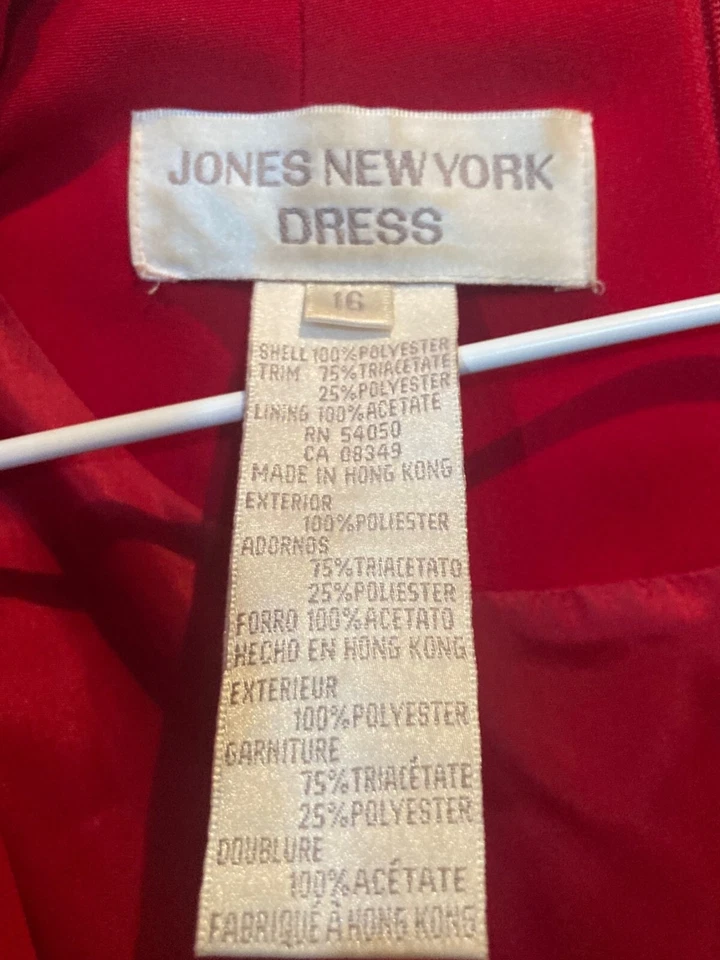 JONES NEW YORK
DRESS
16
SHELL 100%POLYESTER
TRIM 75%TRIACETATE
25%POLYESTER
LINING 100%ACETATE
RN 54050
CA 08349
MADE IN HONG KONG
EXTERIOR
100%POLIESTER
ADORNOS
75%TRIACETATO
25%POLIESTER
FORRO 100%ACETATO
HECHO EN HONG KONG
EXTERIEUR
100%POLYESTER
GARNITURE
75%TRIACÉTATE
25%POLYESTER
DOUBLURE
100%ACÉTATE
FABRIQUÉ À HONG KONG